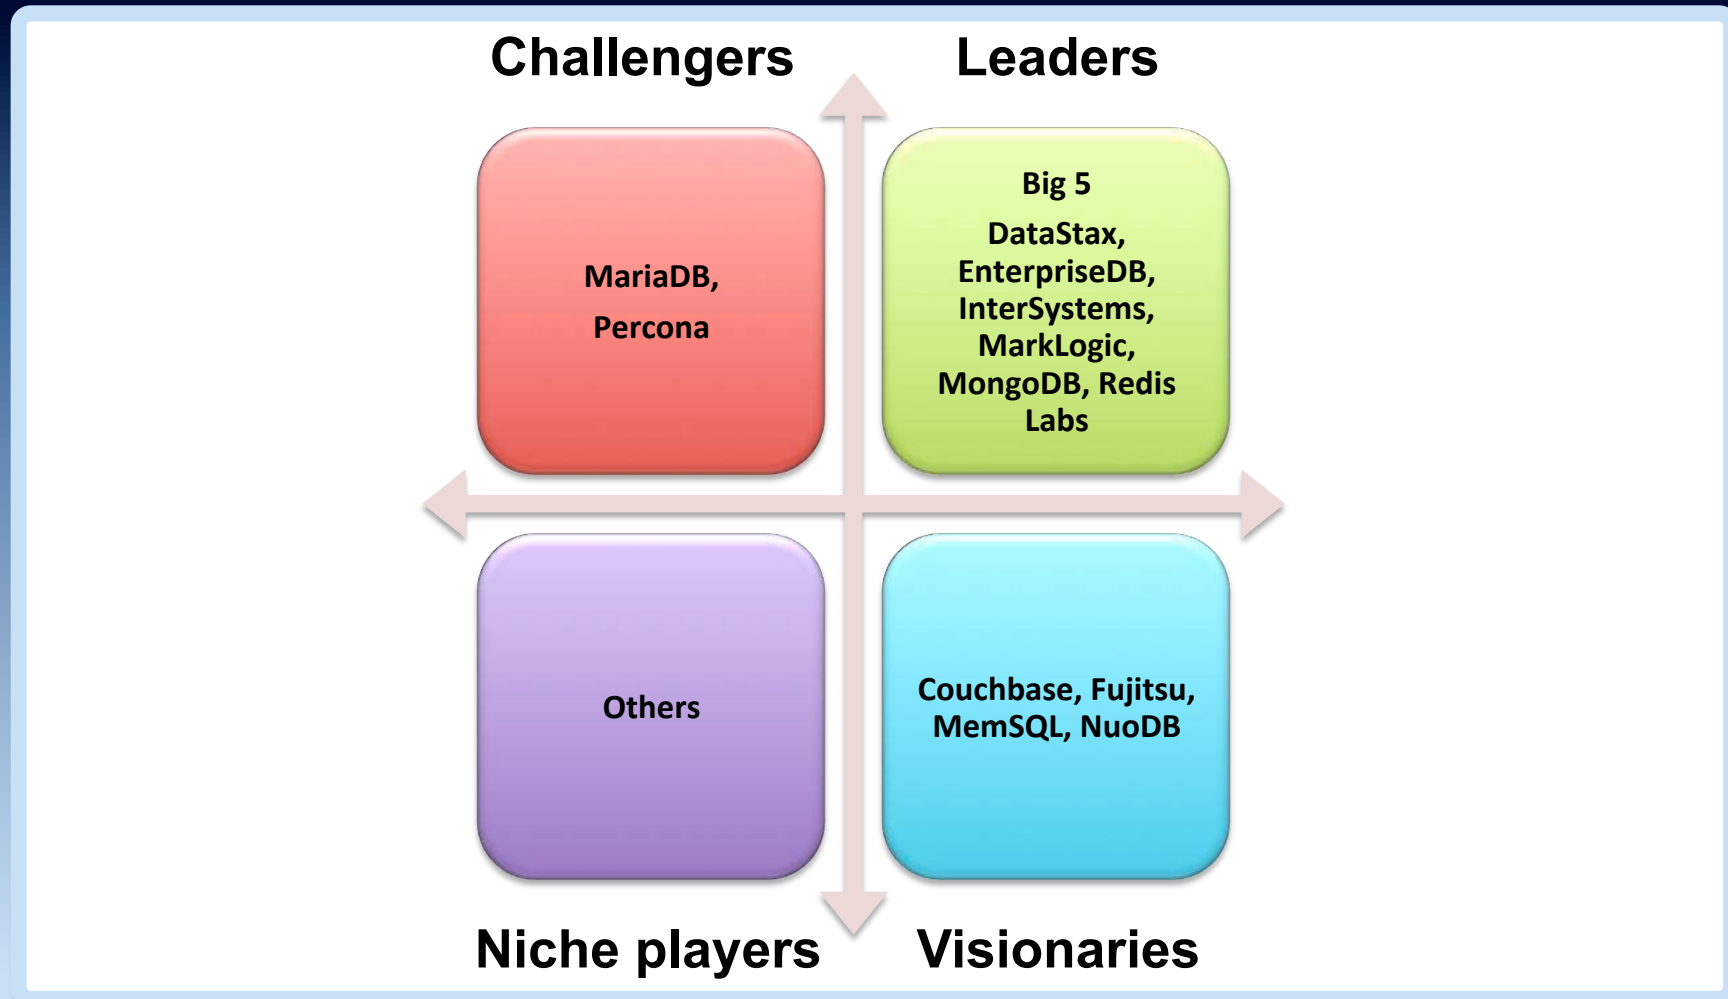 Challengers
Leaders
MariaDB,
Percona
Big 5
DataStax,
EnterpriseDB,
InterSystems,
MarkLogic,
MongoDB, Redis
Labs
Others
Couchbase, Fujitsu,
MemSQL, NuoDB
Niche players
Visionaries